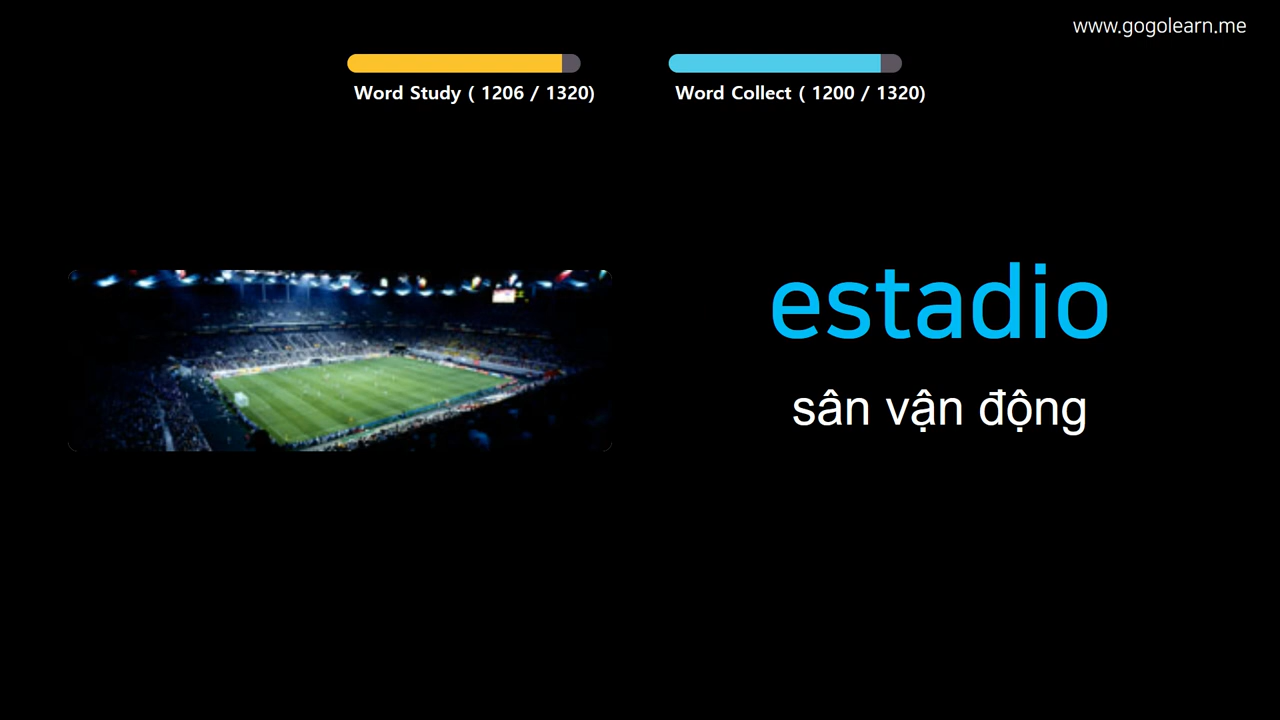 www.gogolearn.me
Word Study ( 1206 / 1320)
Word Collect ( 1200 / 1320)
estadio
sân vận động